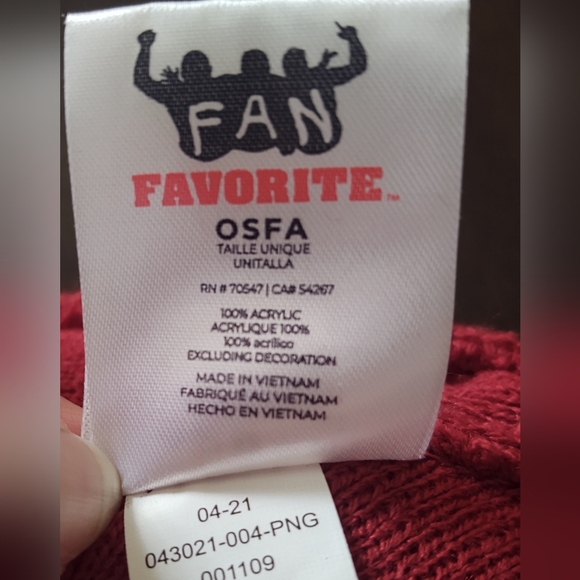 FAN
FAVORITE™
OSFA
TAILLE UNIQUE
UNITALLA
RN # 70547 | CA# 54267
100% ACRYLIC
ACRYLIQUE 100%
100% acrílico
EXCLUDING DECORATION
MADE IN VIETNAM
FABRIQUÉ AU VIETNAM
HECHO EN VIETNAM
04-21
043021-004-PNG
001109